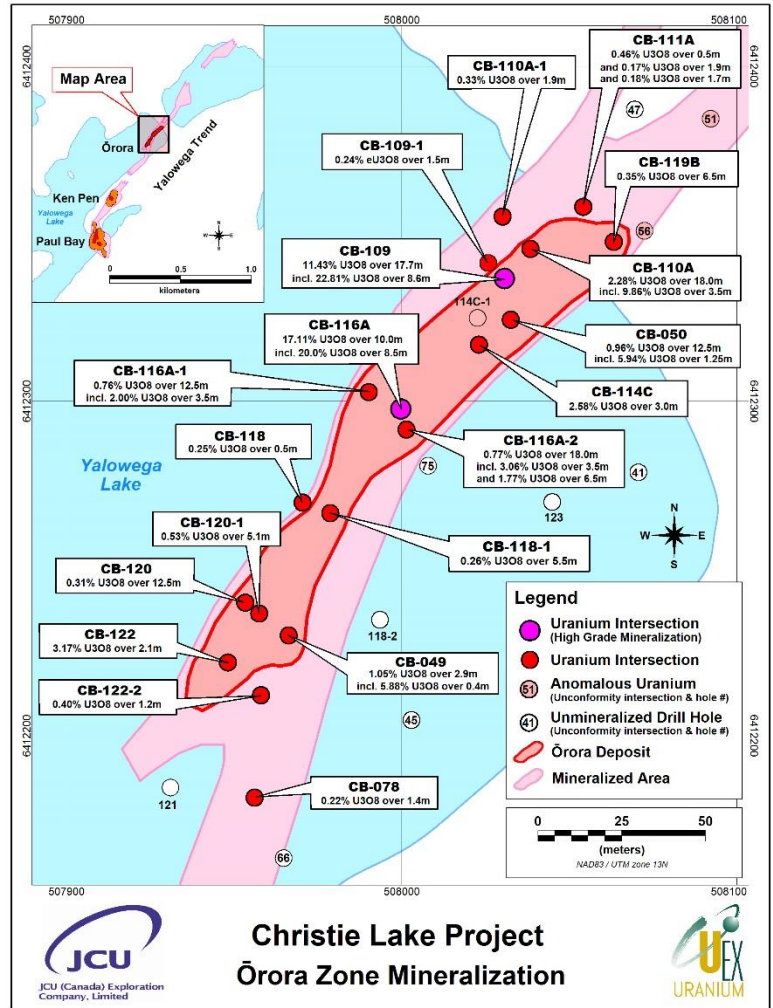 507900
508000
508100
6412400
6412400
Map Area
Ōrora
Yalowega Trend
Ken Pen
Yalowega
Lake
Paul Bay
N
W
E
S
0.0
0.5
1.0
kilometers
CB-110A-1
0.33% U3O8 over 1.9m
CB-111A
0.46% U3O8 over 0.5m
and 0.17% U3O8 over 1.9m
and 0.18% U3O8 over 1.7m
47
51
CB-109-1
0.24% eU3O8 over 1.5m
CB-119B
0.35% U3O8 over 6.5m
56
CB-109
11.43% U3O8 over 17.7m
incl. 22.81% U3O8 over 8.6m
CB-110A
2.28% U3O8 over 18.0m
incl. 9.86% U3O8 over 3.5m
114C-1
CB-116A
17.11% U3O8 over 10.0m
incl. 20.0% U3O8 over 8.5m
CB-050
0.96% U3O8 over 12.5m
incl. 5.94% U3O8 over 1.25m
CB-116A-1
0.76% U3O8 over 12.5m
incl. 2.00% U3O8 over 3.5m
CB-114C
2.58% U3O8 over 3.0m
6412300
6412300
CB-118
0.25% U3O8 over 0.5m
CB-116A-2
0.77% U3O8 over 18.0m
incl. 3.06% U3O8 over 3.5m
and 1.77% U3O8 over 6.5m
75
41
Yalowega
Lake
123
N
W
E
S
CB-120-1
0.53% U3O8 over 5.1m
CB-118-1
0.26% U3O8 over 5.5m
CB-120
0.31% U3O8 over 12.5m
118-2
CB-122
3.17% U3O8 over 2.1m
CB-049
1.05% U3O8 over 2.9m
incl. 5.88% U3O8 over 0.4m
CB-122-2
0.40% U3O8 over 1.2m
45
6412200
6412200
121
CB-078
0.22% U3O8 over 1.4m
66
Legend
Uranium Intersection
(High Grade Mineralization)
Uranium Intersection
51
Anomalous Uranium
(Unconformity intersection & hole #)
41
Unmineralized Drill Hole
(Unconformity intersection & hole #)
Ōrora Deposit
Mineralized Area
0
25
50
(meters)
NAD83 / UTM zone 13N
507900
508000
508100
JCU
JCU (Canada) Exploration
Company, Limited
Christie Lake Project
Ōrora Zone Mineralization
UEX
URANIUM